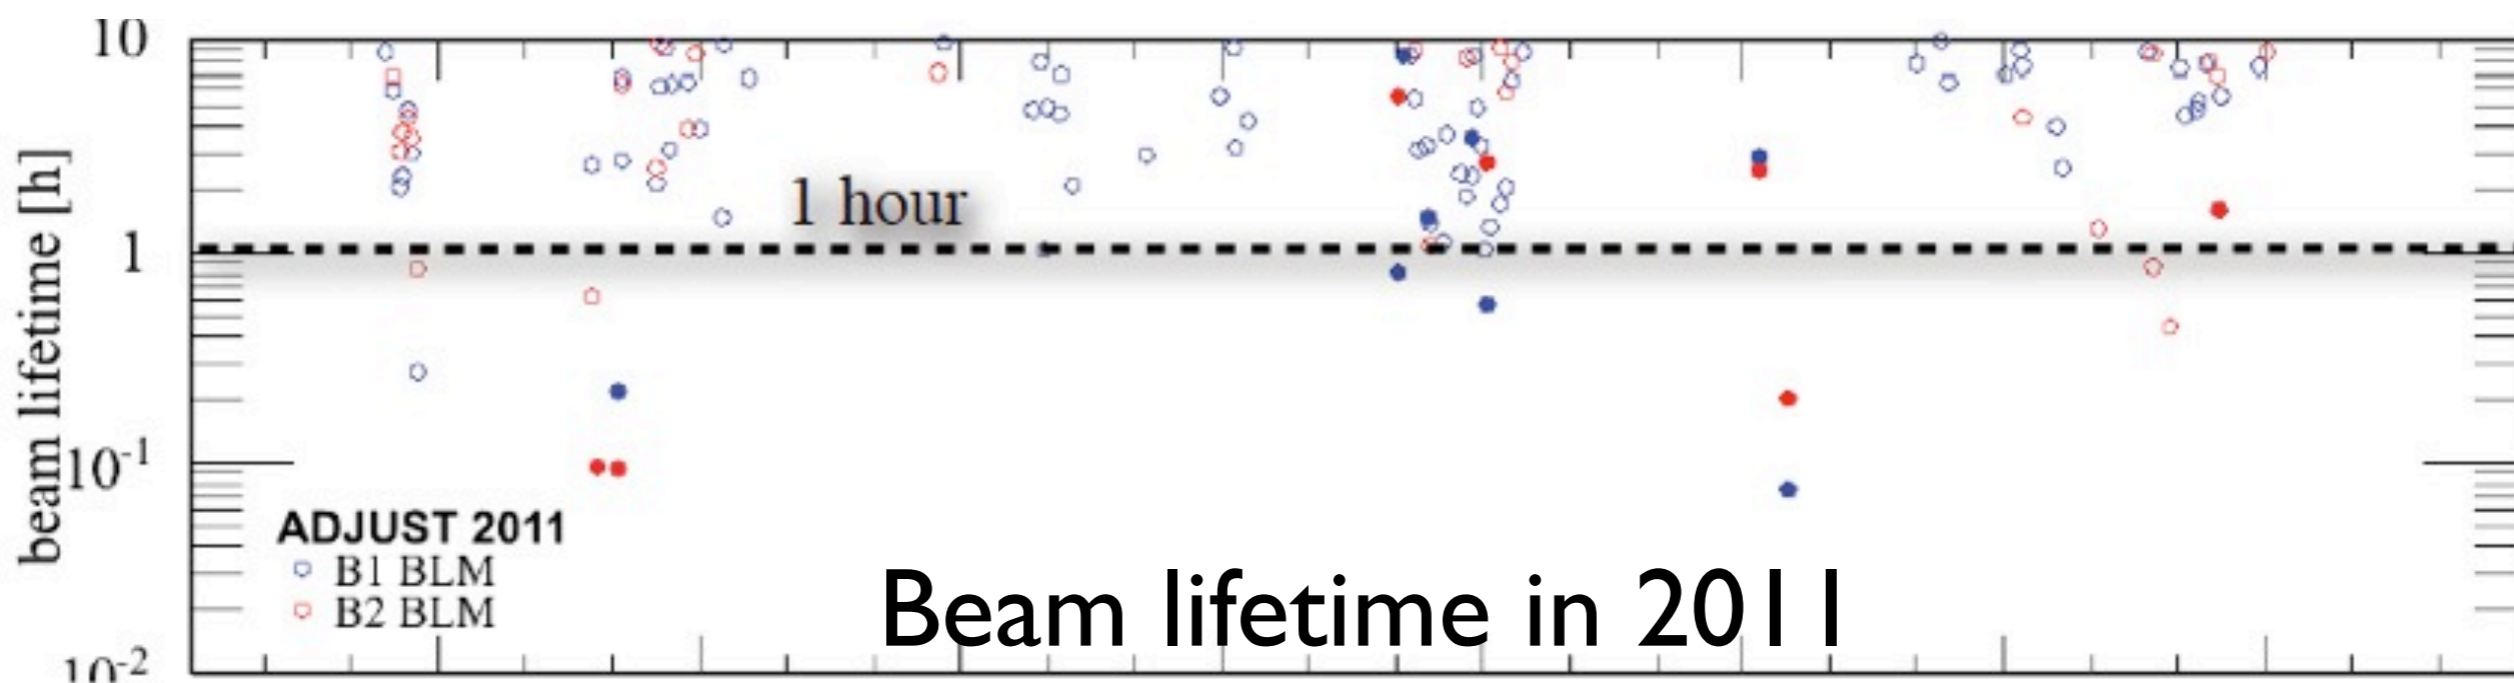 10
1 hour
1
beam lifetime [h]
10-1
ADJUST 2011
B1 BLM
B2 BLM
Beam lifetime in 2011
10-2